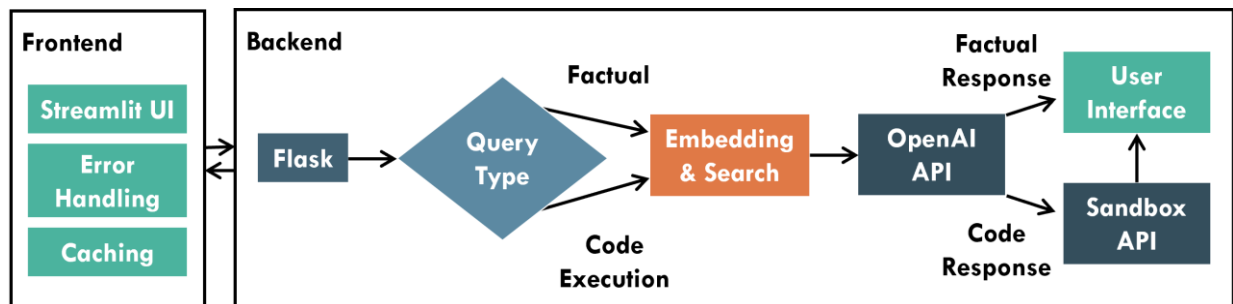 Frontend
Streamlit UI
Error
Handling
Caching
Backend
Flask
Query
Type
Factual
Code
Execution
Embedding
& Search
OpenAI
API
Factual
Response
Code
Response
User
Interface
Sandbox
API